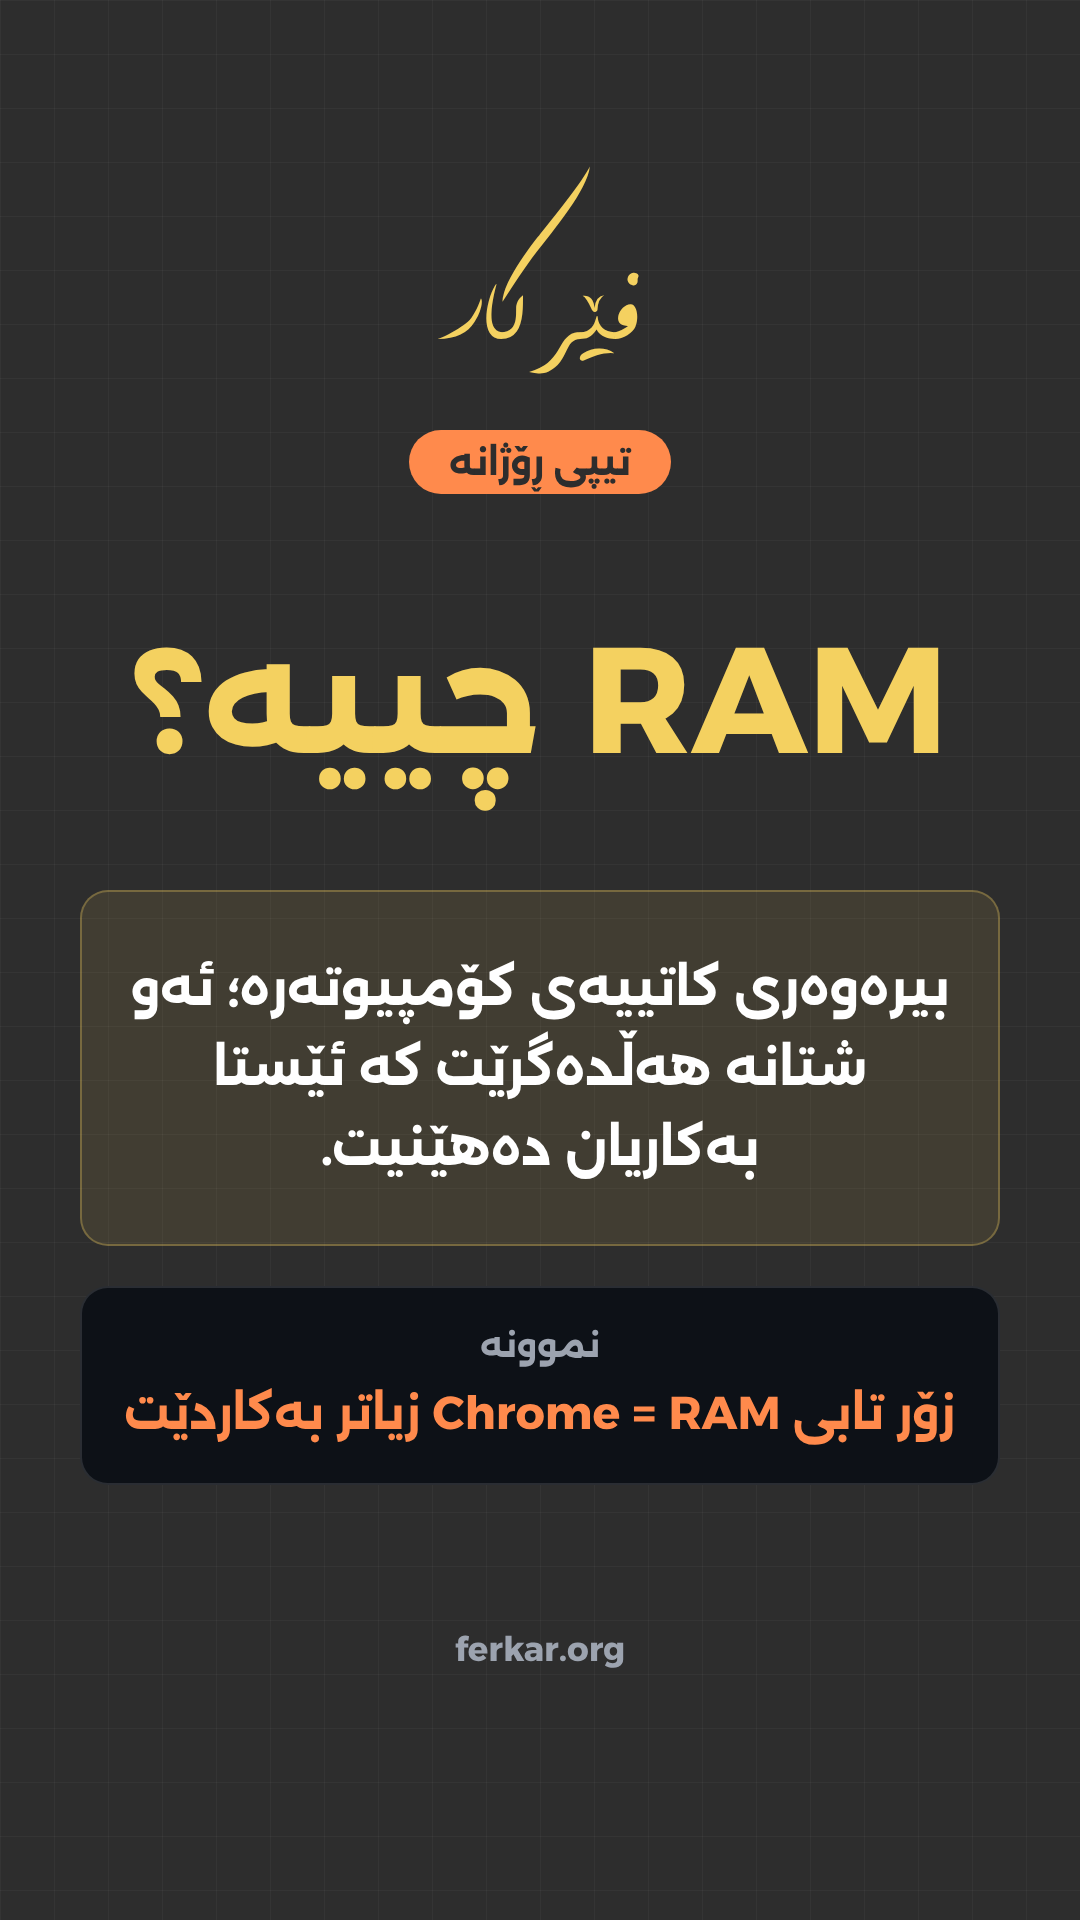 فێرکار
تیپی ڕۆژانە
RAM چییە؟
بیرەوەری کاتییەی کۆمپیوتەرە؛ ئەو
شتانە هەڵدەگرێت کە ئێستا
بەکاریان دەهێنیت.
نموونە
زۆر تابی Chrome = RAM زیاتر بەکاردێت
ferkar.org